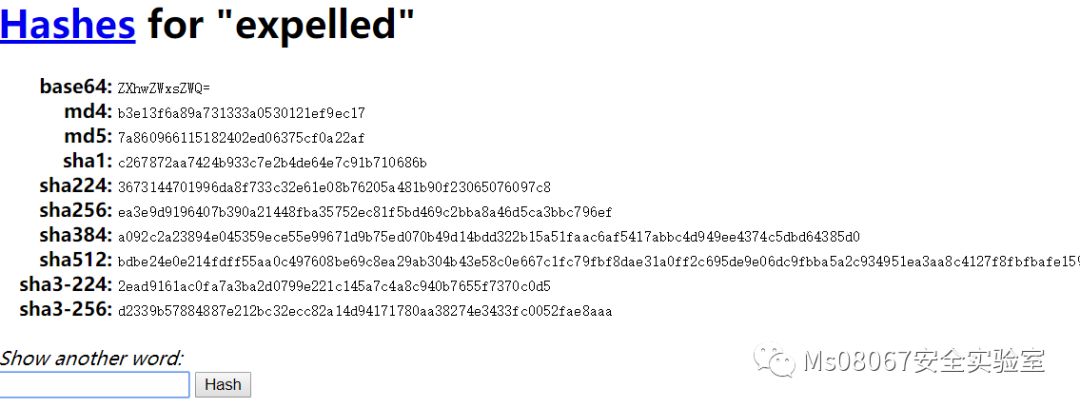 Hashes for "expelled"
base64: ZXhwZWxsZWQ=
md4: b3e13f6a89a731333a0530121ef9ec17
md5: 7a860966115182402ed06375cf0a22af
sha1: c267872aa7424b933c7e2b4de64e7c91b710686b
sha224: 3673144701996da8f733c32e61e08b76205a481b90f23065076097c8
sha256: ea3e9d9196407b390a21448fba35752ec81f5bd469c2bba8a46d5ca3bbc796ef
sha384: a092c2a23894e045359ece55e99671d9b75ed070b49d14bdd322b15a51faac6af5417abbc4d949ee4374c5dbd64385d0
sha512: bdbe24e0e214fdff55aa0c497608be69c8ea29ab304b43e58c0e667c1fc79fbf8dae31a0ff2c695de9e06dc9fbba5a2c934951ea3aa8c4127f8fbfbafe159
sha3-224: 2ead9161ac0fa7a3ba2d0799e221c145a7c4a8c940b7655f7370c0d5
sha3-256: d2339b57884887e212bc32ecc82a14d94171780aa38274e3433fc0052fae8aaa
Show another word:
Hash
Ms08067安全实验室